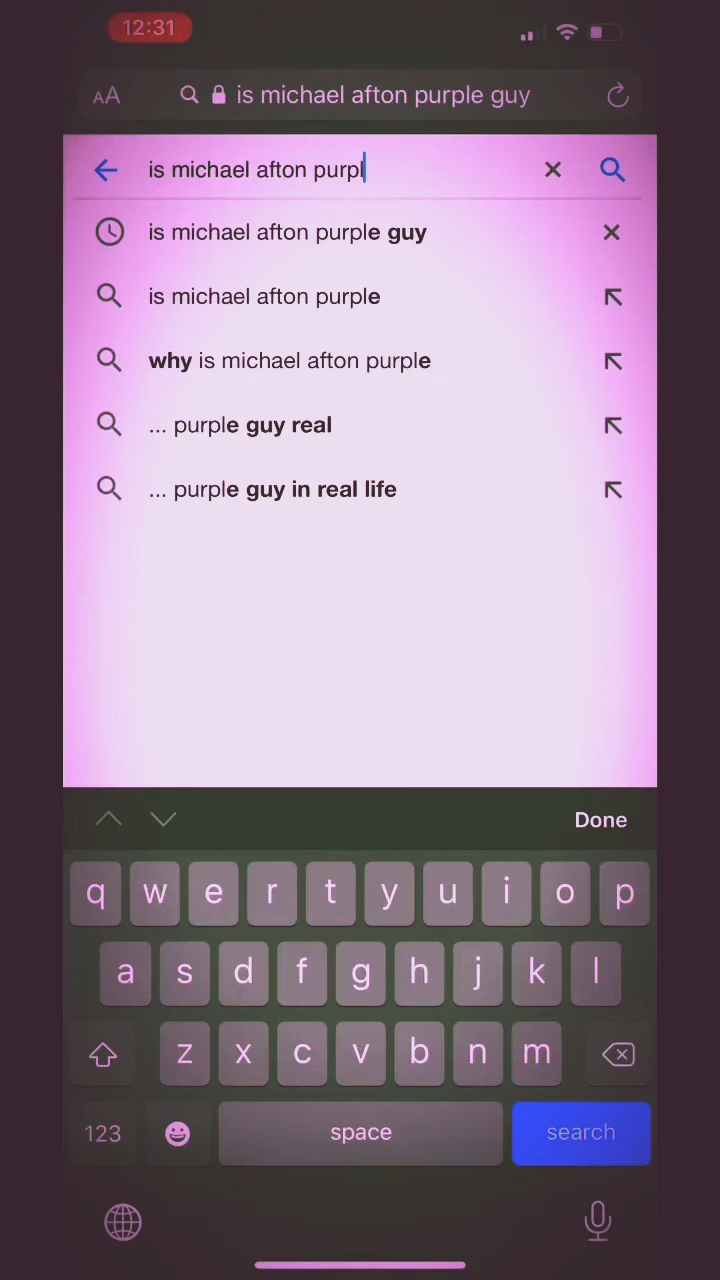 12:31
AA is michael afton purple guy
is michael afton purpl
is michael afton purple guy
is michael afton purple
why is michael afton purple
... purple guy real
... purple guy in real life
Done
q w e r t y u i o p
a s d f g h j k l
z x c v b n m
123 space search